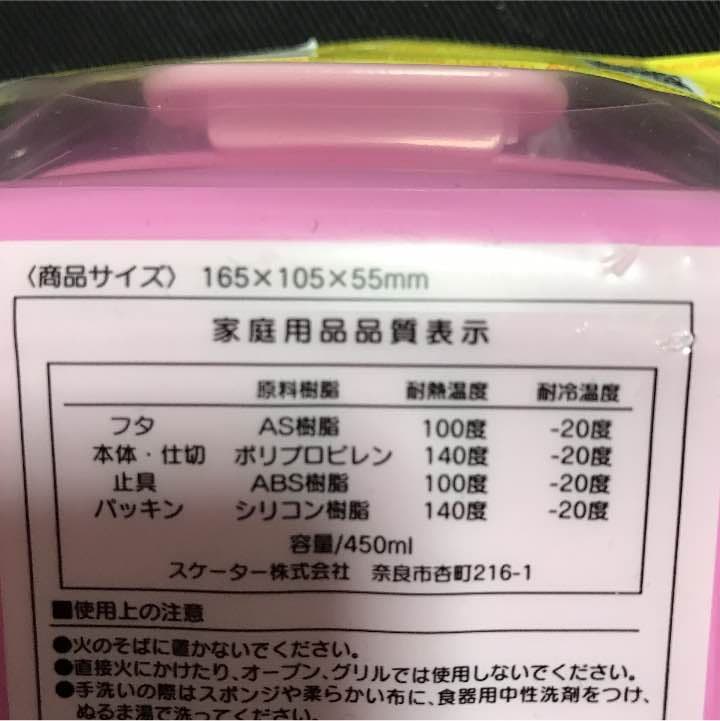 〈商品サイズ〉 165×105×55mm
家庭用品品質表示
原料樹脂 耐熱温度 耐冷温度
フタ AS樹脂 100度 -20度
本体・仕切 ポリプロピレン 140度 -20度
止具 ABS樹脂 100度 -20度
パッキン シリコン樹脂 140度 -20度
容量/450ml
スケーター株式会社 奈良市杏町216-1
■使用上の注意
●火のそばに置かないでください。
●直接火にかけたり、オーブン、グリルでは使用しないでください。
●手洗いの際はスポンジや柔らかい布に、食器用中性洗剤をつけ、
ぬるま湯で洗ってください。